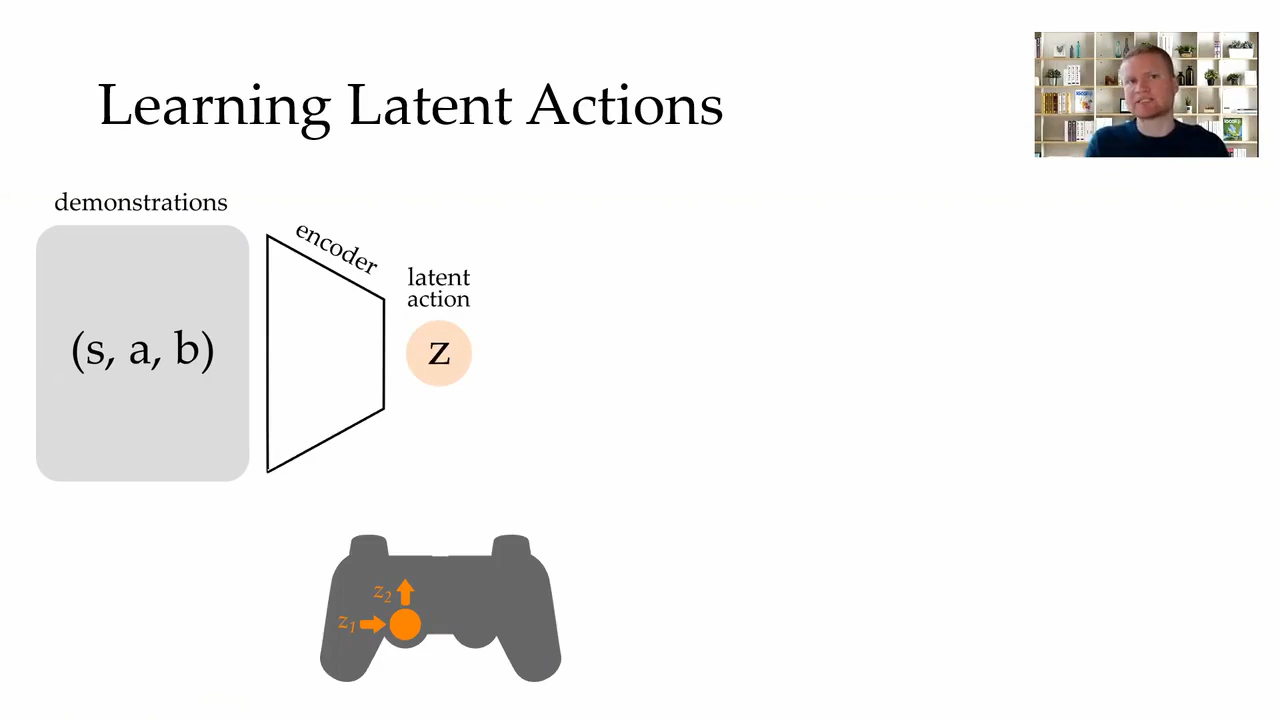 Learning Latent Actions
demonstrations
encoder
latent
action
(s, a, b)
z
z2
z1